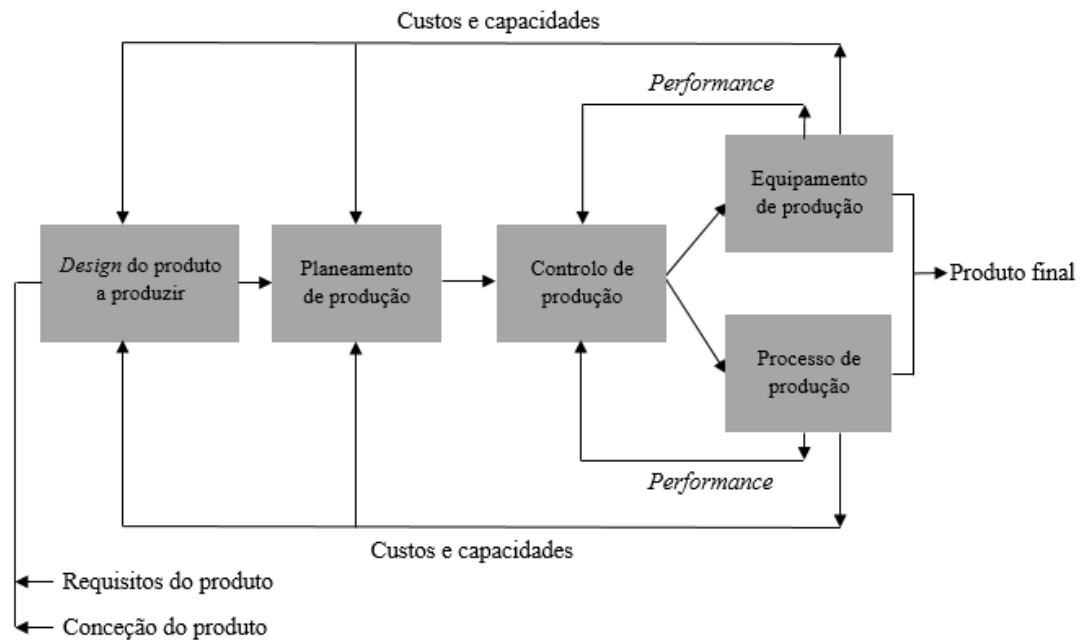 Custos e capacidades
Performance
Equipamento
de produção
Design do produto
a produzir
Planeamento
de produção
Controlo de
produção
Produto final
Processo de
produção
Performance
Custos e capacidades
Requisitos do produto
Conceção do produto